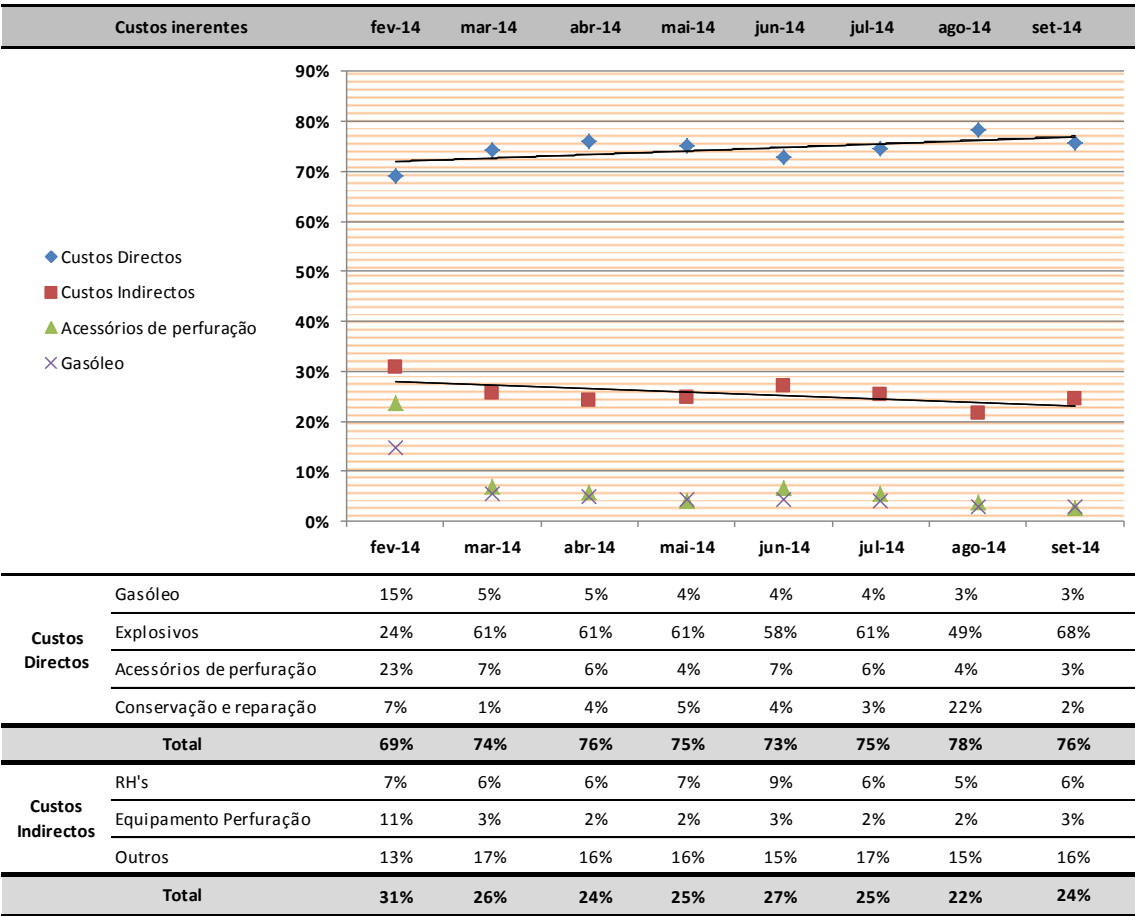 Custos inerentes fev-14 mar-14 abr-14 mai-14 jun-14 jul-14 ago-14 set-14
90%
80%
70%
60%
50%
40%
30%
20%
10%
0%
Custos Directos
Custos Indirectos
Acessórios de perfuração
Gasóleo
fev-14 mar-14 abr-14 mai-14 jun-14 jul-14 ago-14 set-14
Custos Directos
Gasóleo 15% 5% 5% 4% 4% 4% 3% 3%
Explosivos 24% 61% 61% 61% 58% 61% 49% 68%
Acessórios de perfuração 23% 7% 6% 4% 7% 6% 4% 3%
Conservação e reparação 7% 1% 4% 5% 4% 3% 22% 2%
Total 69% 74% 76% 75% 73% 75% 78% 76%
Custos Indirectos
RH's 7% 6% 6% 7% 9% 6% 5% 6%
Equipamento Perfuração 11% 3% 2% 2% 3% 2% 2% 3%
Outros 13% 17% 16% 16% 15% 17% 15% 16%
Total 31% 26% 24% 25% 27% 25% 22% 24%